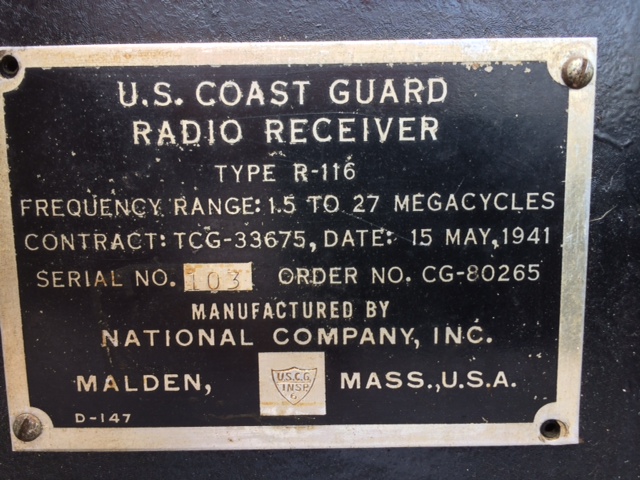 U.S. COAST GUARD
RADIO RECEIVER
TYPE R-116
FREQUENCY RANGE: 1.5 TO 27 MEGACYCLES
CONTRACT: TCG-33675, DATE: 15 MAY, 1941
SERIAL NO. 103 ORDER NO. CG-80265
MANUFACTURED BY
NATIONAL COMPANY, INC.
MALDEN, U.S.C.G. MASS., U.S.A.
INSP.
D-147